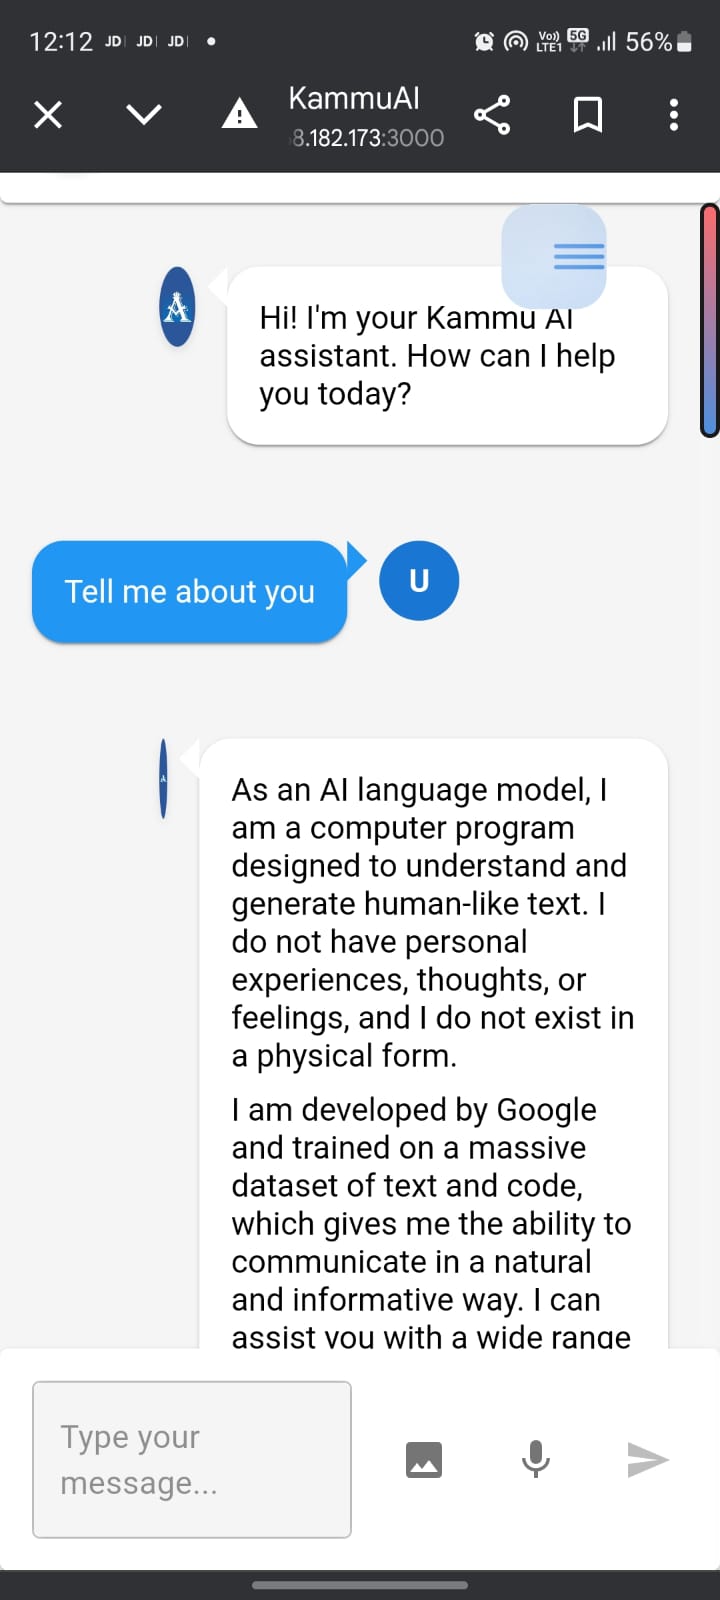 12:12 JD JD JD
Vo)) LTE1 5G 56%
KammuAI
8.182.173:3000
A
Hi! I'm your Kammu AI
assistant. How can I help
you today?
Tell me about you
U
A
As an AI language model, I
am a computer program
designed to understand and
generate human-like text. I
do not have personal
experiences, thoughts, or
feelings, and I do not exist in
a physical form.
I am developed by Google
and trained on a massive
dataset of text and code,
which gives me the ability to
communicate in a natural
and informative way. I can
assist you with a wide range
Type your
message...